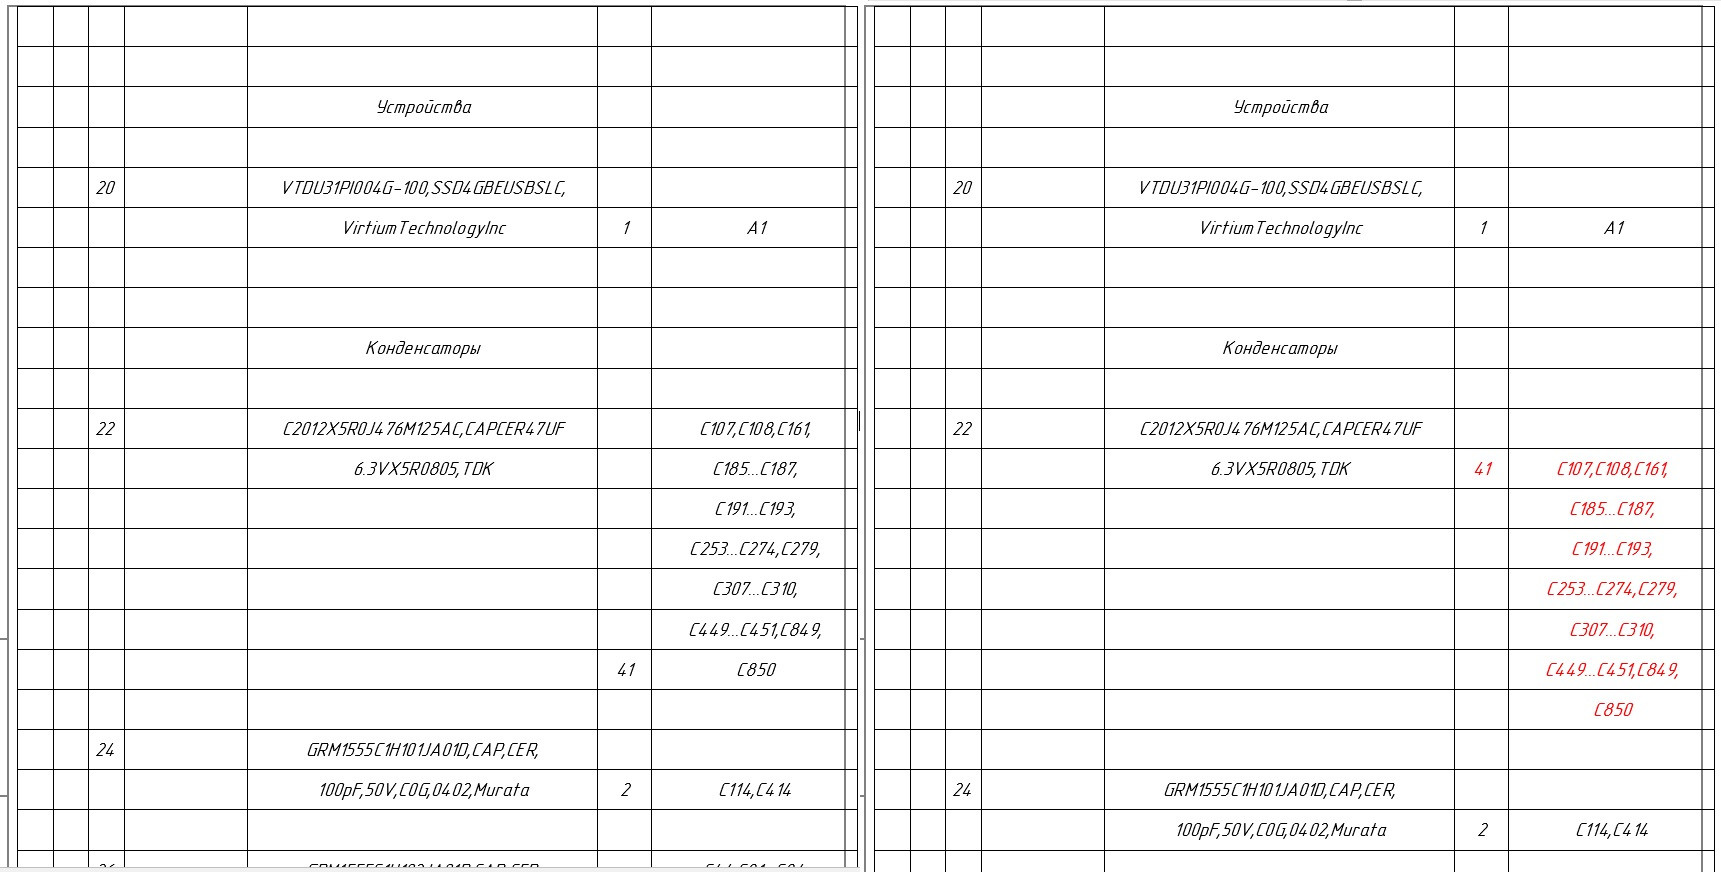 Устройства
20 VTDU31PI004G-100,SSD4GBEUSBSLC,
VirtiumTechnologyInc 1 A1
Конденсаторы
22 C2012X5R0J476M125AC,CAPCER47UF C107,C108,C161,
6.3VX5R0805,TDK C185...C187,
C191...C193,
C253...C274,C279,
C307...C310,
C449...C451,C849,
41 C850
24 GRM1555C1H101JA01D,CAP,CER,
100pF,50V,C0G,0402,Murata 2 C114,C414
Устройства
20 VTDU31PI004G-100,SSD4GBEUSBSLC,
VirtiumTechnologyInc 1 A1
Конденсаторы
22 C2012X5R0J476M125AC,CAPCER47UF
6.3VX5R0805,TDK 41 C107,C108,C161,
C185...C187,
C191...C193,
C253...C274,C279,
C307...C310,
C449...C451,C849,
C850
24 GRM1555C1H101JA01D,CAP,CER,
100pF,50V,C0G,0402,Murata 2 C114,C414